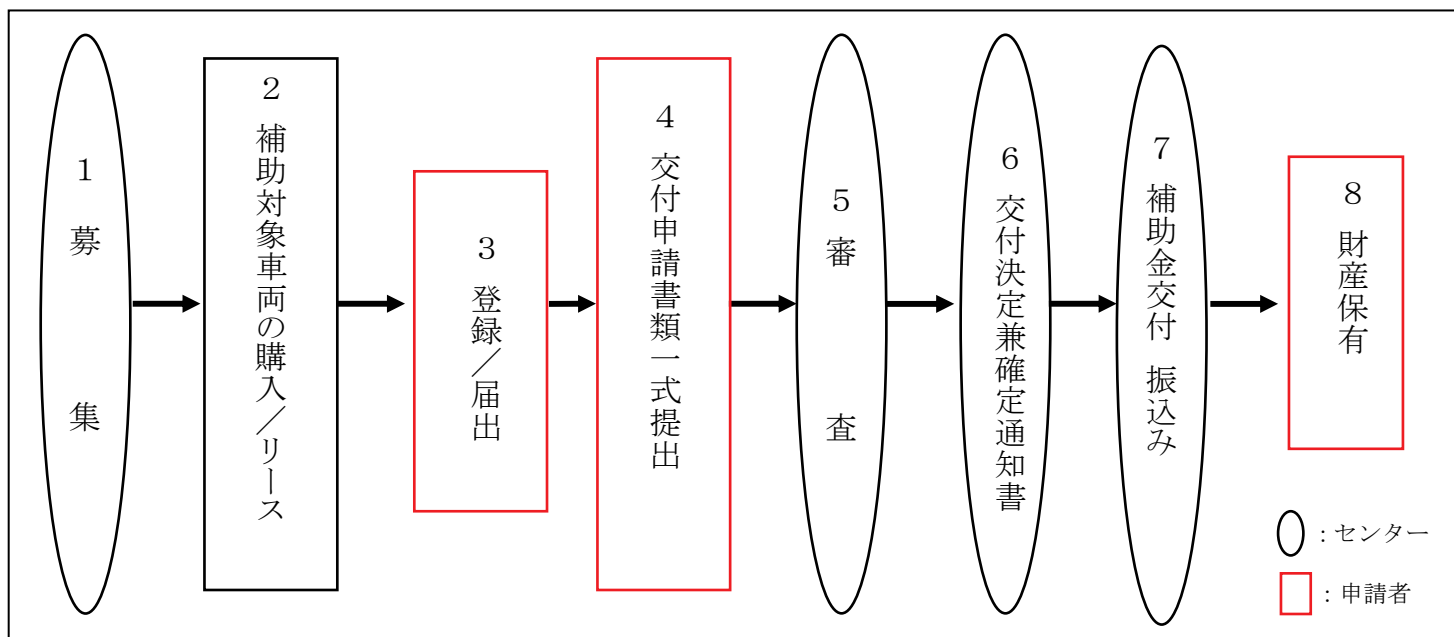 １ 募 集
２ 補助対象車両の購入／リース
３ 登録／届出
４ 交付申請書類一式提出
５ 審 査
６ 交付決定兼確定通知書
７ 補助金交付 振込み
８ 財産保有
：センター
：申請者